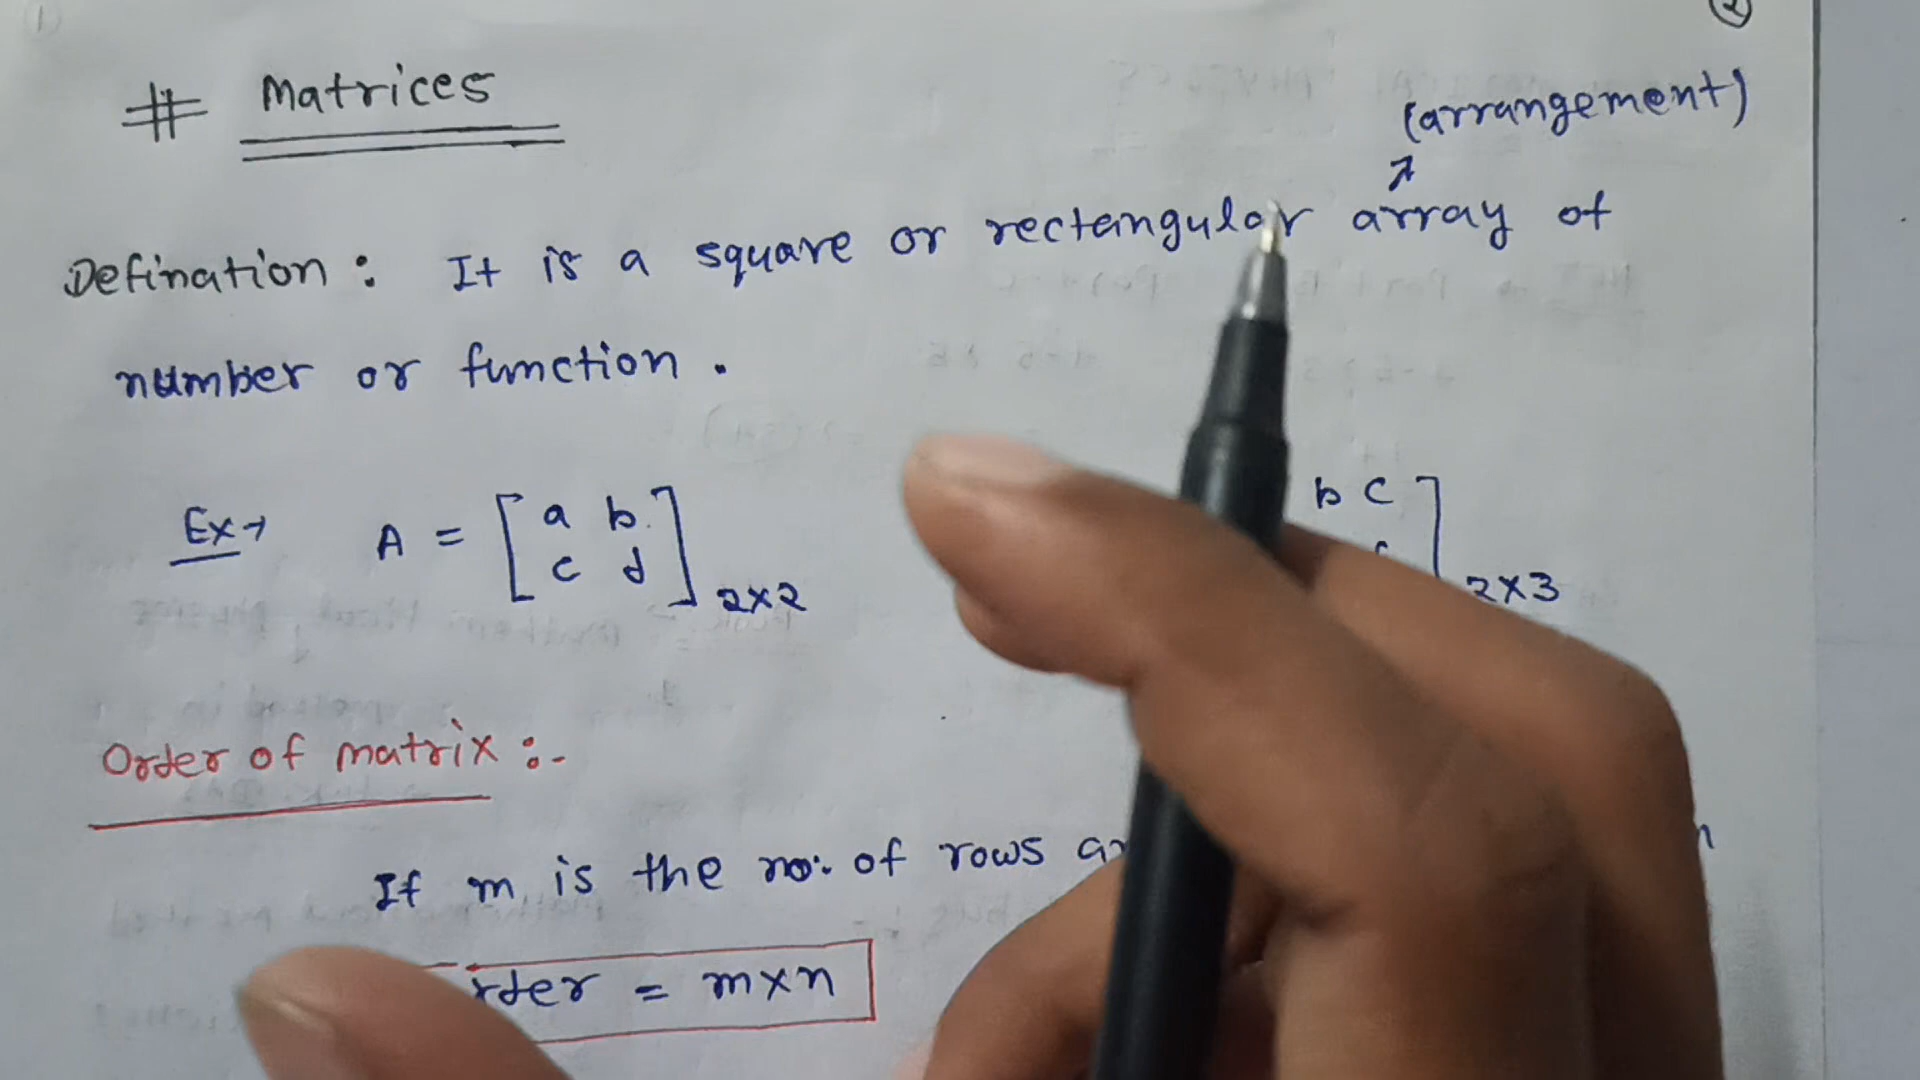 # Matrices
(arrangement)
Defination : It is a square or rectangular array of
number or function .
Ex→ A = [a b
c d] 2×2
b c ] 2×3
Order of matrix :-
If m is the no. of rows
= m×n